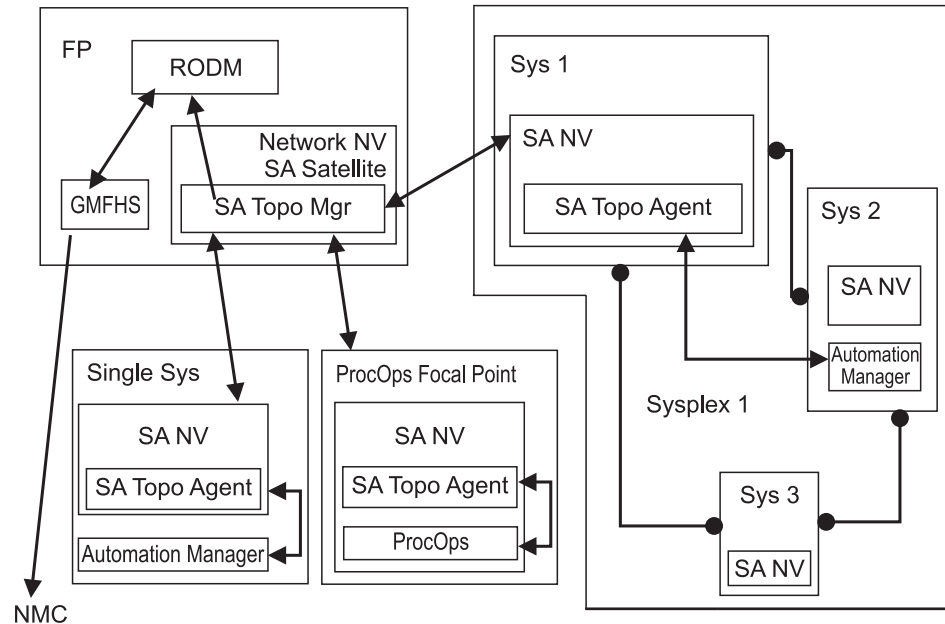 FP
RODM
Network NV
SA Satellite
GMFHS
SA Topo Mgr
Sys 1
SA NV
SA Topo Agent
Sys 2
SA NV
Automation
Manager
Sysplex 1
Sys 3
SA NV
Single Sys
SA NV
SA Topo Agent
Automation Manager
ProcOps Focal Point
SA NV
SA Topo Agent
ProcOps
NMC